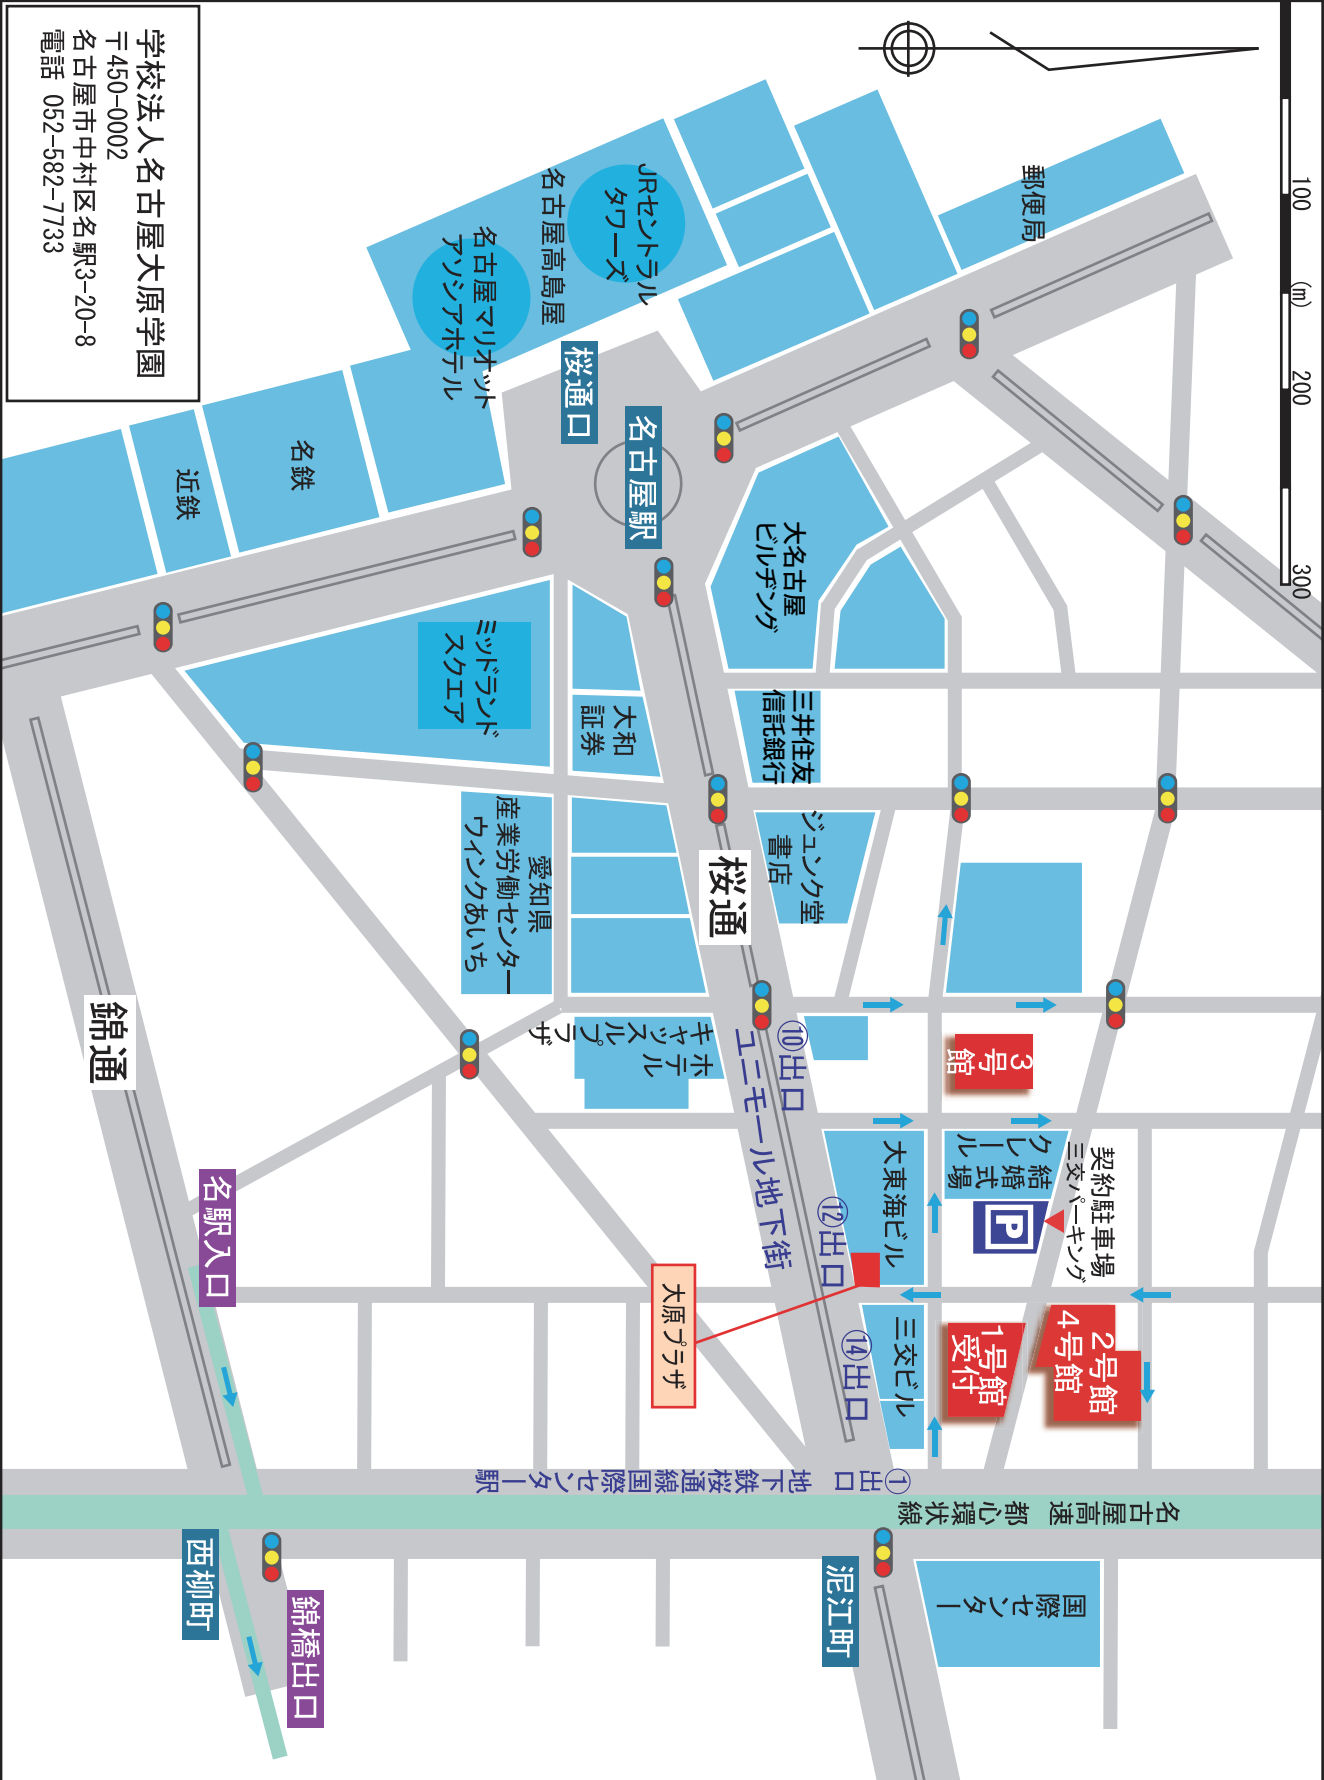 学校法人名古屋大原学園
〒450-0002
名古屋市中村区名駅3-20-8
電話 052-582-7733
100
200
300
(m)
郵便局
JRセントラル
タワーズ
名古屋高島屋
名古屋マリオット
アソシアホテル
桜通口
名古屋駅
名鉄
近鉄
大名古屋
ビルヂング
ミッドランド
スクエア
大和
証券
三井住友
信託銀行
ジュンク堂
書店
桜通
愛知県
産業労働センター
ウィンクあいち
錦通
キャッスルプラザ
ホテル
⑩出口
ユニモール地下街
3
号
館
クレール
結婚式場
契約駐車場
三交パーキング
P
大東海ビル
⑫出口
名駅入口
大原プラザ
⑭出口
三交ビル
1号館
受付
2号館
4号館
①出口 地下鉄桜通線国際センター駅
名古屋高速 都心環状線
西柳町
錦橋出口
泥江町
国際センター